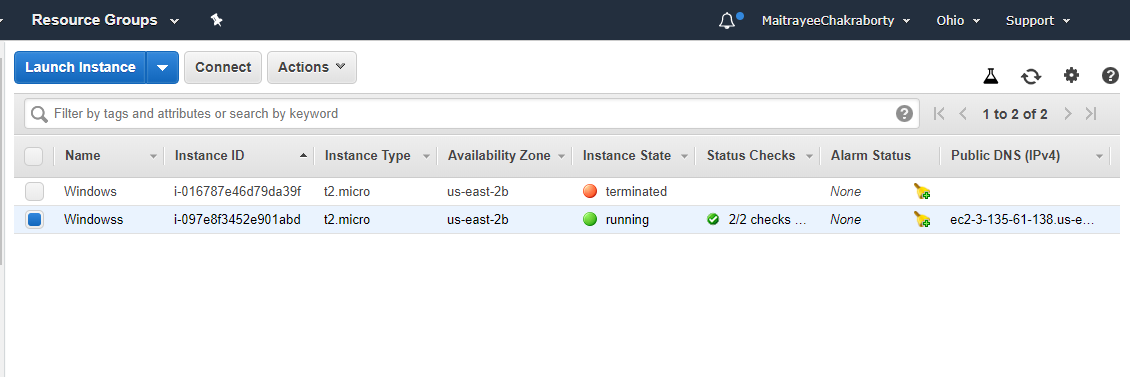 Resource Groups MaitrayeeChakraborty Ohio Support
Launch Instance Connect Actions
Filter by tags and attributes or search by keyword 1 to 2 of 2
Name Instance ID Instance Type Availability Zone Instance State Status Checks Alarm Status Public DNS (IPv4)
Windows i-016787e46d79da39f t2.micro us-east-2b terminated None
Windowss i-097e8f3452e901abd t2.micro us-east-2b running 2/2 checks ... None ec2-3-135-61-138.us-e...